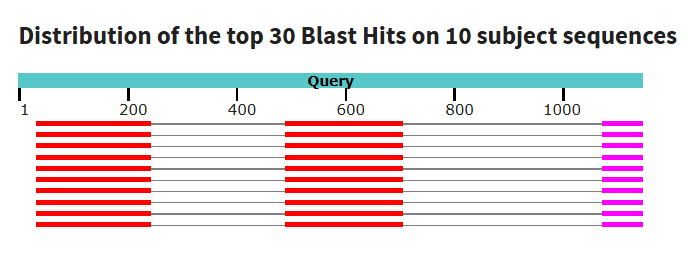 Distribution of the top 30 Blast Hits on 10 subject sequences
Query
1 200 400 600 800 1000